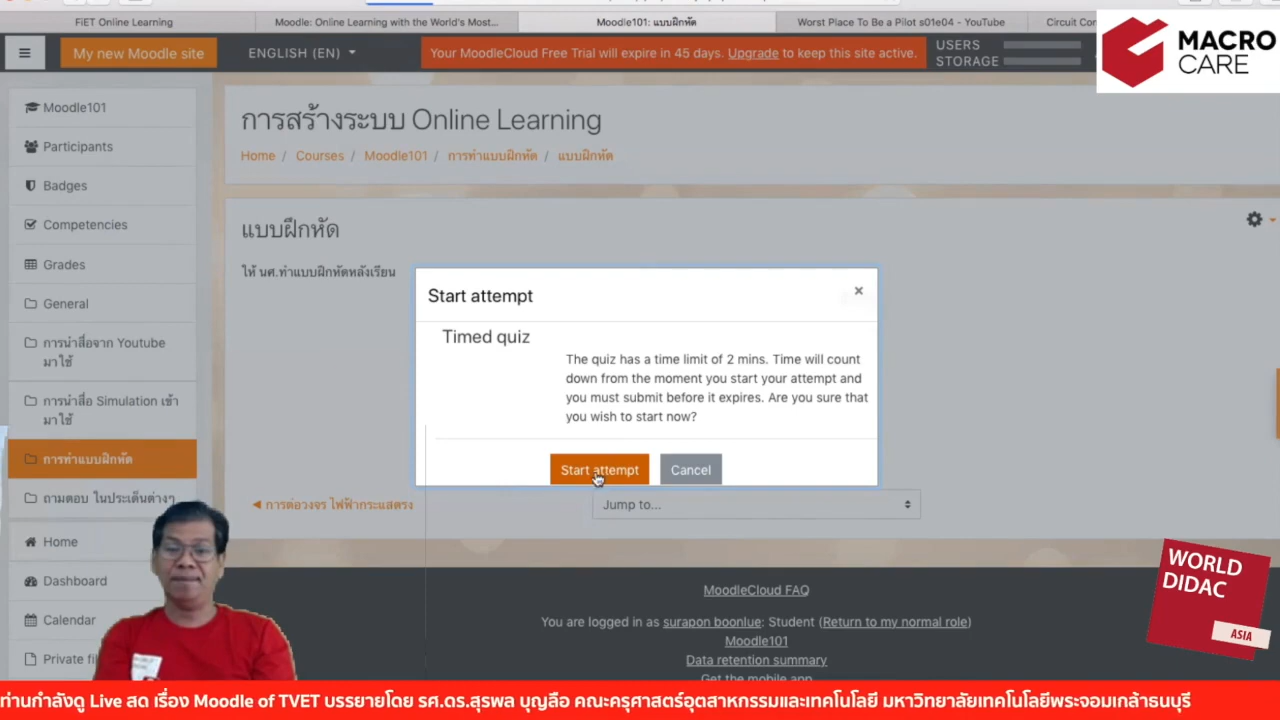 FiET Online Learning
Moodle: Online Learning with the World's Most...
Moodle101: แบบฝึกหัด
Worst Place To Be a Pilot s01e04 - YouTube
Circuit Con
My new Moodle site
ENGLISH (EN)
Your MoodleCloud Free Trial will expire in 45 days. Upgrade to keep this site active.
USERS
STORAGE
MACRO
CARE
Moodle101
Participants
Badges
Competencies
Grades
General
การนำสื่อจาก Youtube
มาใช้
การนำสื่อ Simulation เข้า
มาใช้
การทำแบบฝึกหัด
ถามตอบ ในประเด็นต่างๆ
Home
Dashboard
Calendar
Private fil
การสร้างระบบ Online Learning
Home / Courses / Moodle101 / การทำแบบฝึกหัด / แบบฝึกหัด
แบบฝึกหัด
ให้ นศ.ทำแบบฝึกหัดหลังเรียน
Start attempt
×
Timed quiz
The quiz has a time limit of 2 mins. Time will count
down from the moment you start your attempt and
you must submit before it expires. Are you sure that
you wish to start now?
Start attempt
Cancel
◄ การต่อวงจร ไฟฟ้ากระแสตรง
Jump to...
MoodleCloud FAQ
You are logged in as surapon boonlue: Student (Return to my normal role)
Moodle101
Data retention summary
Get the mobile app
WORLD
DIDAC
ASIA
ท่านกำลังดู Live สด เรื่อง Moodle of TVET บรรยายโดย รศ.ดร.สุรพล บุญลือ คณะครุศาสตร์อุตสาหกรรมและเทคโนโลยี มหาวิทยาลัยเทคโนโลยีพระจอมเกล้าธนบุรี